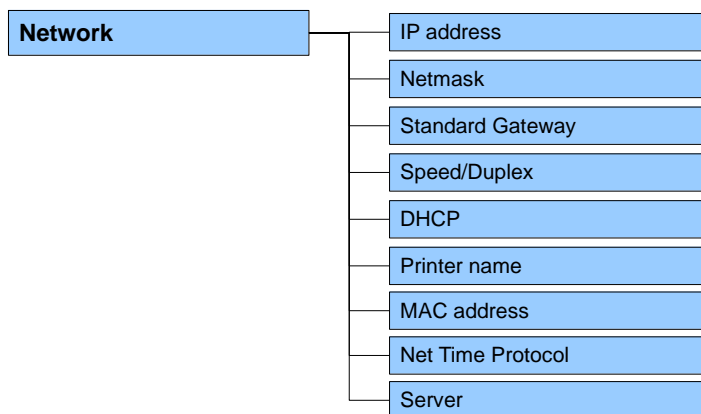 Network
IP address
Netmask
Standard Gateway
Speed/Duplex
DHCP
Printer name
MAC address
Net Time Protocol
Server